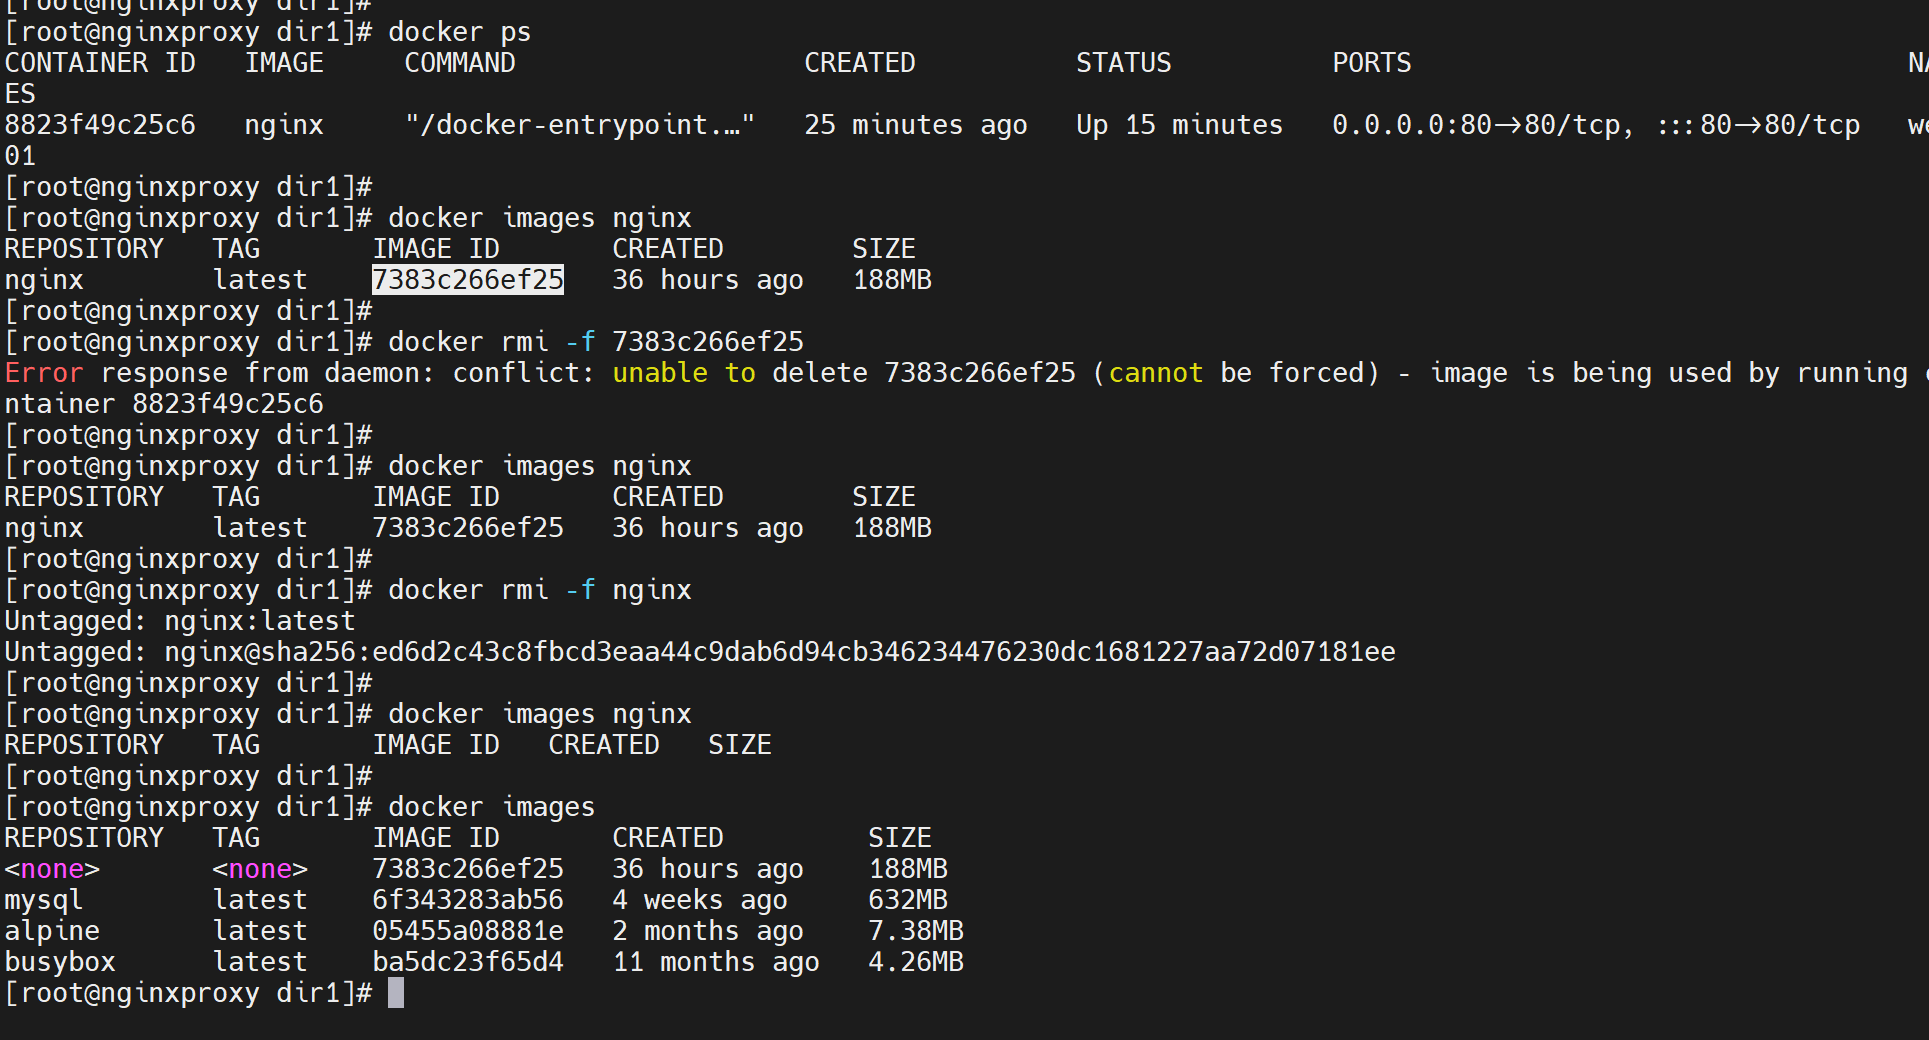 [root@nginxproxy dir1]#
[root@nginxproxy dir1]# docker ps
CONTAINER ID   IMAGE     COMMAND                  CREATED          STATUS          PORTS                               NA
ES
8823f49c25c6   nginx     "/docker-entrypoint.…"   25 minutes ago   Up 15 minutes   0.0.0.0:80->80/tcp, :::80->80/tcp   we
01
[root@nginxproxy dir1]#
[root@nginxproxy dir1]# docker images nginx
REPOSITORY   TAG       IMAGE ID       CREATED        SIZE
nginx        latest    7383c266ef25   36 hours ago   188MB
[root@nginxproxy dir1]#
[root@nginxproxy dir1]# docker rmi -f 7383c266ef25
Error response from daemon: conflict: unable to delete 7383c266ef25 (cannot be forced) - image is being used by running c
ntainer 8823f49c25c6
[root@nginxproxy dir1]#
[root@nginxproxy dir1]# docker images nginx
REPOSITORY   TAG       IMAGE ID       CREATED        SIZE
nginx        latest    7383c266ef25   36 hours ago   188MB
[root@nginxproxy dir1]#
[root@nginxproxy dir1]# docker rmi -f nginx
Untagged: nginx:latest
Untagged: nginx@sha256:ed6d2c43c8fbcd3eaa44c9dab6d94cb346234476230dc1681227aa72d07181ee
[root@nginxproxy dir1]#
[root@nginxproxy dir1]# docker images nginx
REPOSITORY   TAG       IMAGE ID   CREATED   SIZE
[root@nginxproxy dir1]#
[root@nginxproxy dir1]# docker images
REPOSITORY   TAG       IMAGE ID       CREATED         SIZE
<none>       <none>    7383c266ef25   36 hours ago    188MB
mysql        latest    6f343283ab56   4 weeks ago     632MB
alpine       latest    05455a08881e   2 months ago    7.38MB
busybox      latest    ba5dc23f65d4   11 months ago   4.26MB
[root@nginxproxy dir1]#